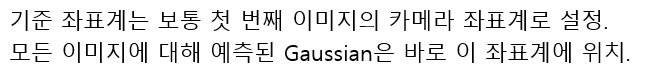 기준 좌표계는 보통 첫 번째 이미지의 카메라 좌표계로 설정.
모든 이미지에 대해 예측된 Gaussian은 바로 이 좌표계에 위치.